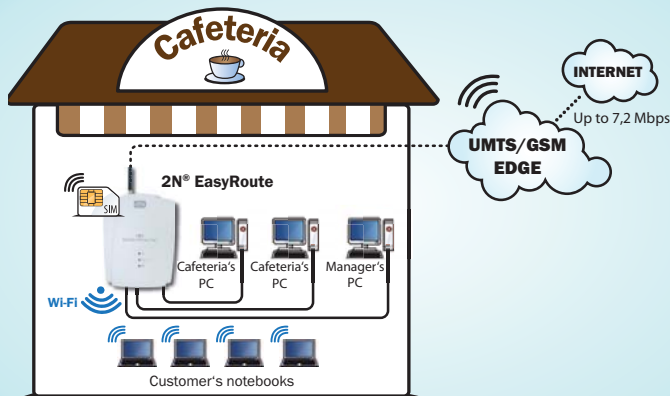 Cafeteria
INTERNET
Up to 7,2 Mbps
UMTS/GSM
EDGE
2N® EasyRoute
SIM
Cafeteria's
PC
Cafeteria's
PC
Manager's
PC
Wi-Fi
Customer's notebooks